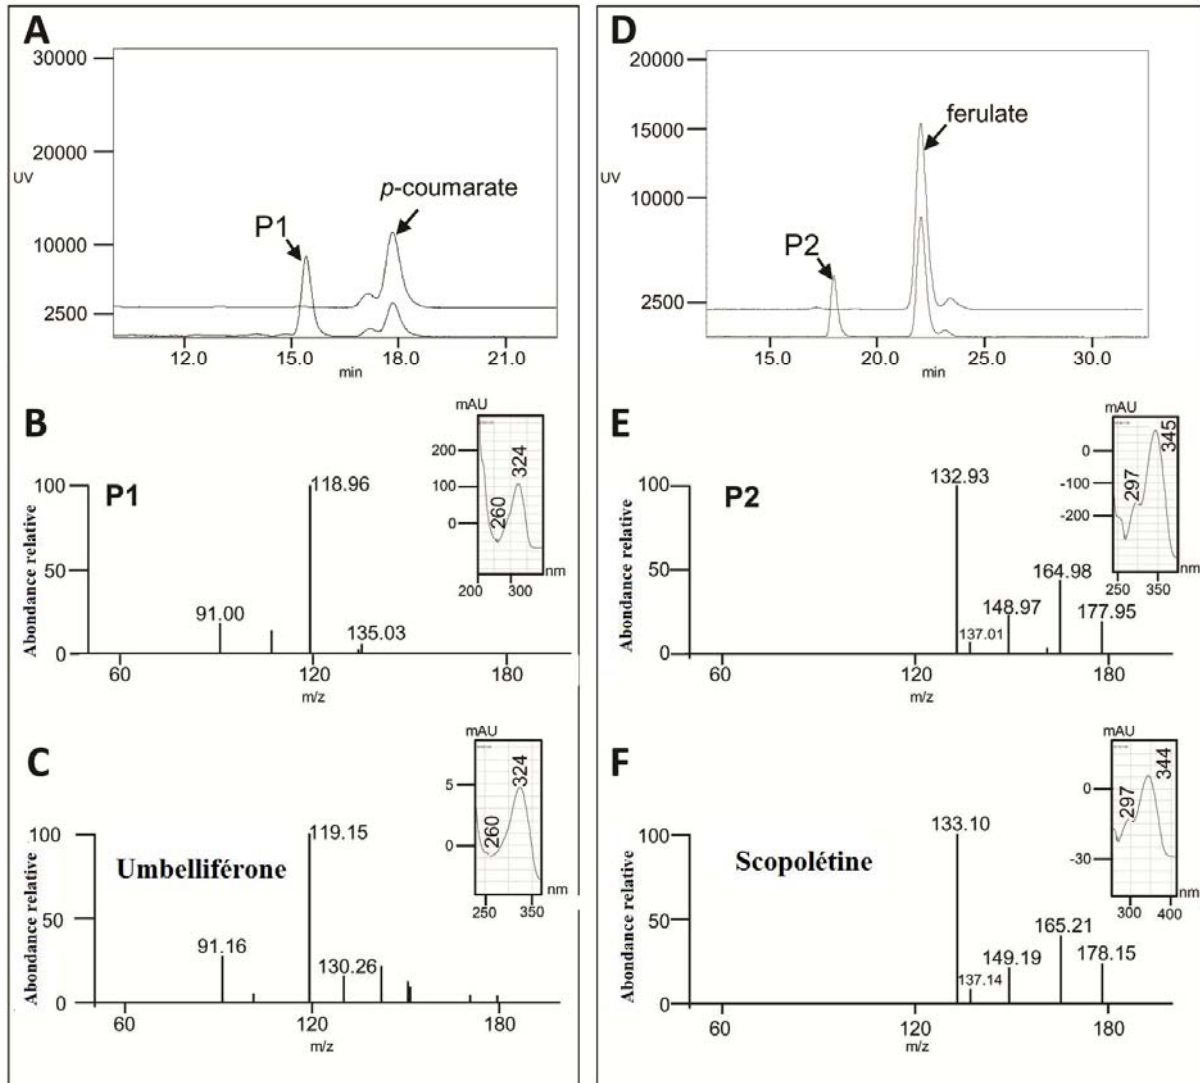 A
30000
20000
UV
10000
2500
p-coumarate
P1
12.0 15.0 18.0 21.0
min
B
P1
100
50
0
Abondance relative
118.96
91.00
135.03
60 120 180
m/z
mAU
200
100
0
324
260
200 300
nm
C
Umbelliférone
100
50
0
Abondance relative
119.15
91.16
130.26
60 120 180
m/z
mAU
5
0
324
260
250 350
nm
D
20000
15000
UV
10000
2500
ferulate
P2
15.0 20.0 25.0 30.0
min
E
P2
100
50
0
Abondance relative
132.93
164.98
148.97
177.95
137.01
60 120 180
m/z
mAU
0
-100
-200
345
297
250 350
nm
F
Scopolétine
100
50
0
Abondance relative
133.10
165.21
149.19
178.15
137.14
60 120 180
m/z
mAU
0
-30
344
297
300 400
nm